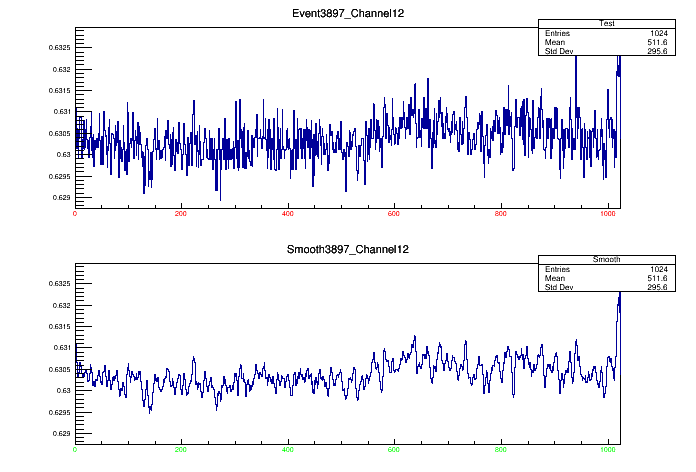 Event3897_Channel12
Test
Entries 1024
Mean 511.6
Std Dev 295.6
0.6325
0.632
0.6315
0.631
0.6305
0.63
0.6295
0.629
0 200 400 600 800 1000
Smooth3897_Channel12
Smooth
Entries 1024
Mean 511.6
Std Dev 295.6
0.6325
0.632
0.6315
0.631
0.6305
0.63
0.6295
0.629
0 200 400 600 800 1000